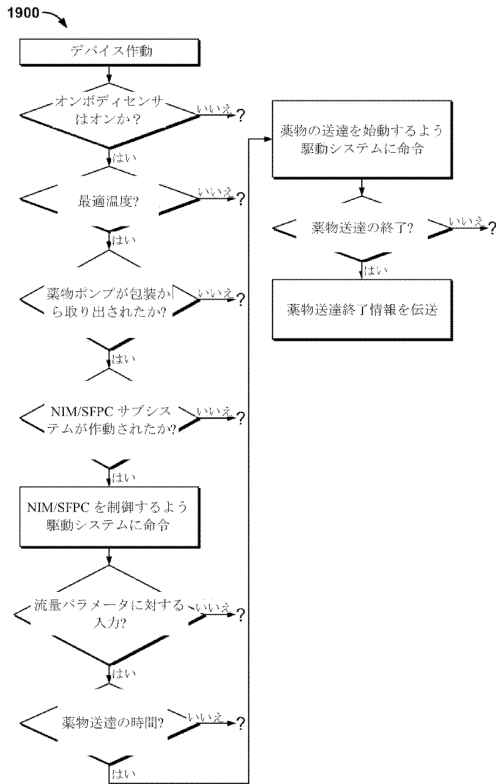 1900
デバイス作動
オンボディセンサ
はオンか？
いいえ
?
はい
最適温度?
いいえ
?
はい
薬物ポンプが包装か
ら取り出されたか?
いいえ
?
はい
NIM/SFPC サブシス
テムが作動されたか?
いいえ
?
はい
NIM/SFPC を制御するよう
駆動システムに命令
流量パラメータに対する
入力?
いいえ
?
はい
薬物送達の時間?
いいえ
?
はい
薬物の送達を始動するよう
駆動システムに命令
薬物送達の終了?
いいえ
?
はい
薬物送達終了情報を伝送